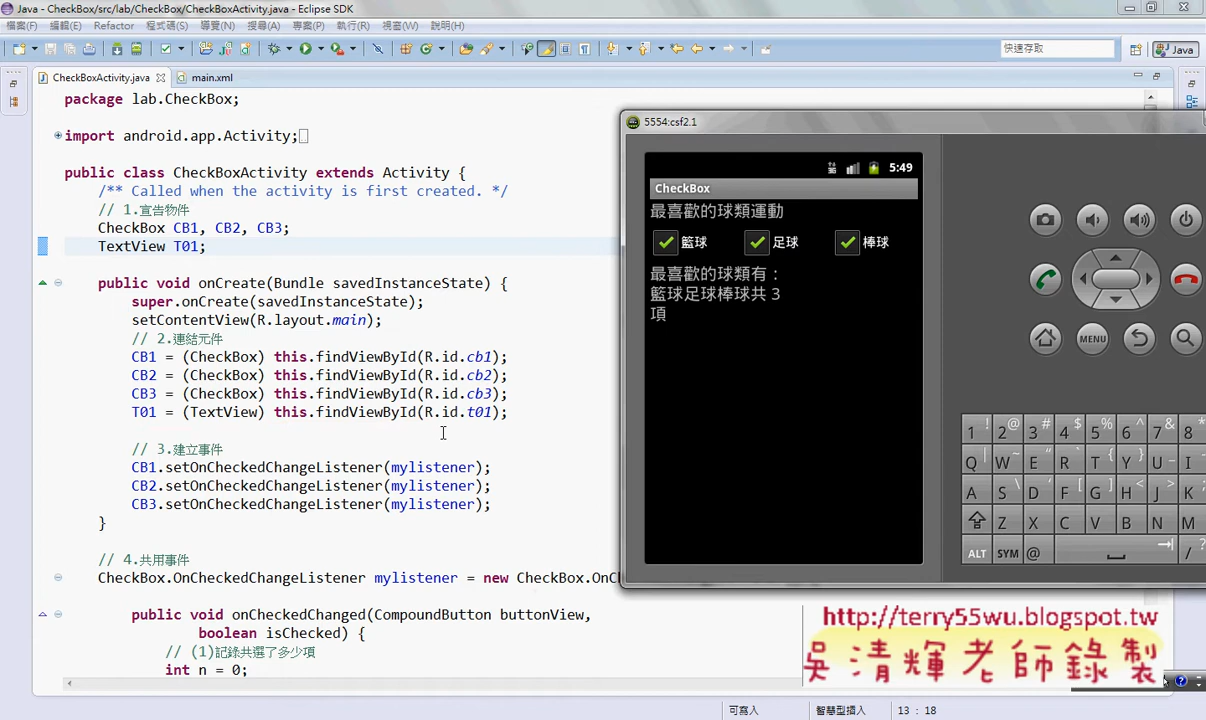 Java - CheckBox/src/lab/CheckBox/CheckBoxActivity.java - Eclipse SDK
檔案(F) 編輯(E) Refactor 程式碼(S) 導覽(N) 搜尋(A) 專案(P) 執行(R) 視窗(W) 說明(H)
快速存取
Java
CheckBoxActivity.java
main.xml
package lab.CheckBox;
import android.app.Activity;
public class CheckBoxActivity extends Activity {
/** Called when the activity is first created. */
// 1.宣告物件
CheckBox CB1, CB2, CB3;
TextView T01;
public void onCreate(Bundle savedInstanceState) {
super.onCreate(savedInstanceState);
setContentView(R.layout.main);
// 2.連結元件
CB1 = (CheckBox) this.findViewById(R.id.cb1);
CB2 = (CheckBox) this.findViewById(R.id.cb2);
CB3 = (CheckBox) this.findViewById(R.id.cb3);
T01 = (TextView) this.findViewById(R.id.t01);
// 3.建立事件
CB1.setOnCheckedChangeListener(mylistener);
CB2.setOnCheckedChangeListener(mylistener);
CB3.setOnCheckedChangeListener(mylistener);
}
// 4.共用事件
CheckBox.OnCheckedChangeListener mylistener = new CheckBox.OnC
public void onCheckedChanged(CompoundButton buttonView,
boolean isChecked) {
// (1)記錄共選了多少項
int n = 0;
5554:csf2.1
5:49
CheckBox
最喜歡的球類運動
籃球 足球 棒球
最喜歡的球類有：
籃球足球棒球共 3
項
MENU
1 ! 2 @ 3 # 4 $ 5 % 6 ^ 7 & 8 *
Q W ~ E R T { Y } U _ I
A S \ D F [ G ] H < J > K ;
Z X C V B N M
ALT SYM @ / ?
http://terry55wu.blogspot.tw
吳清輝老師錄製
可寫入 智慧型插入 13 : 18